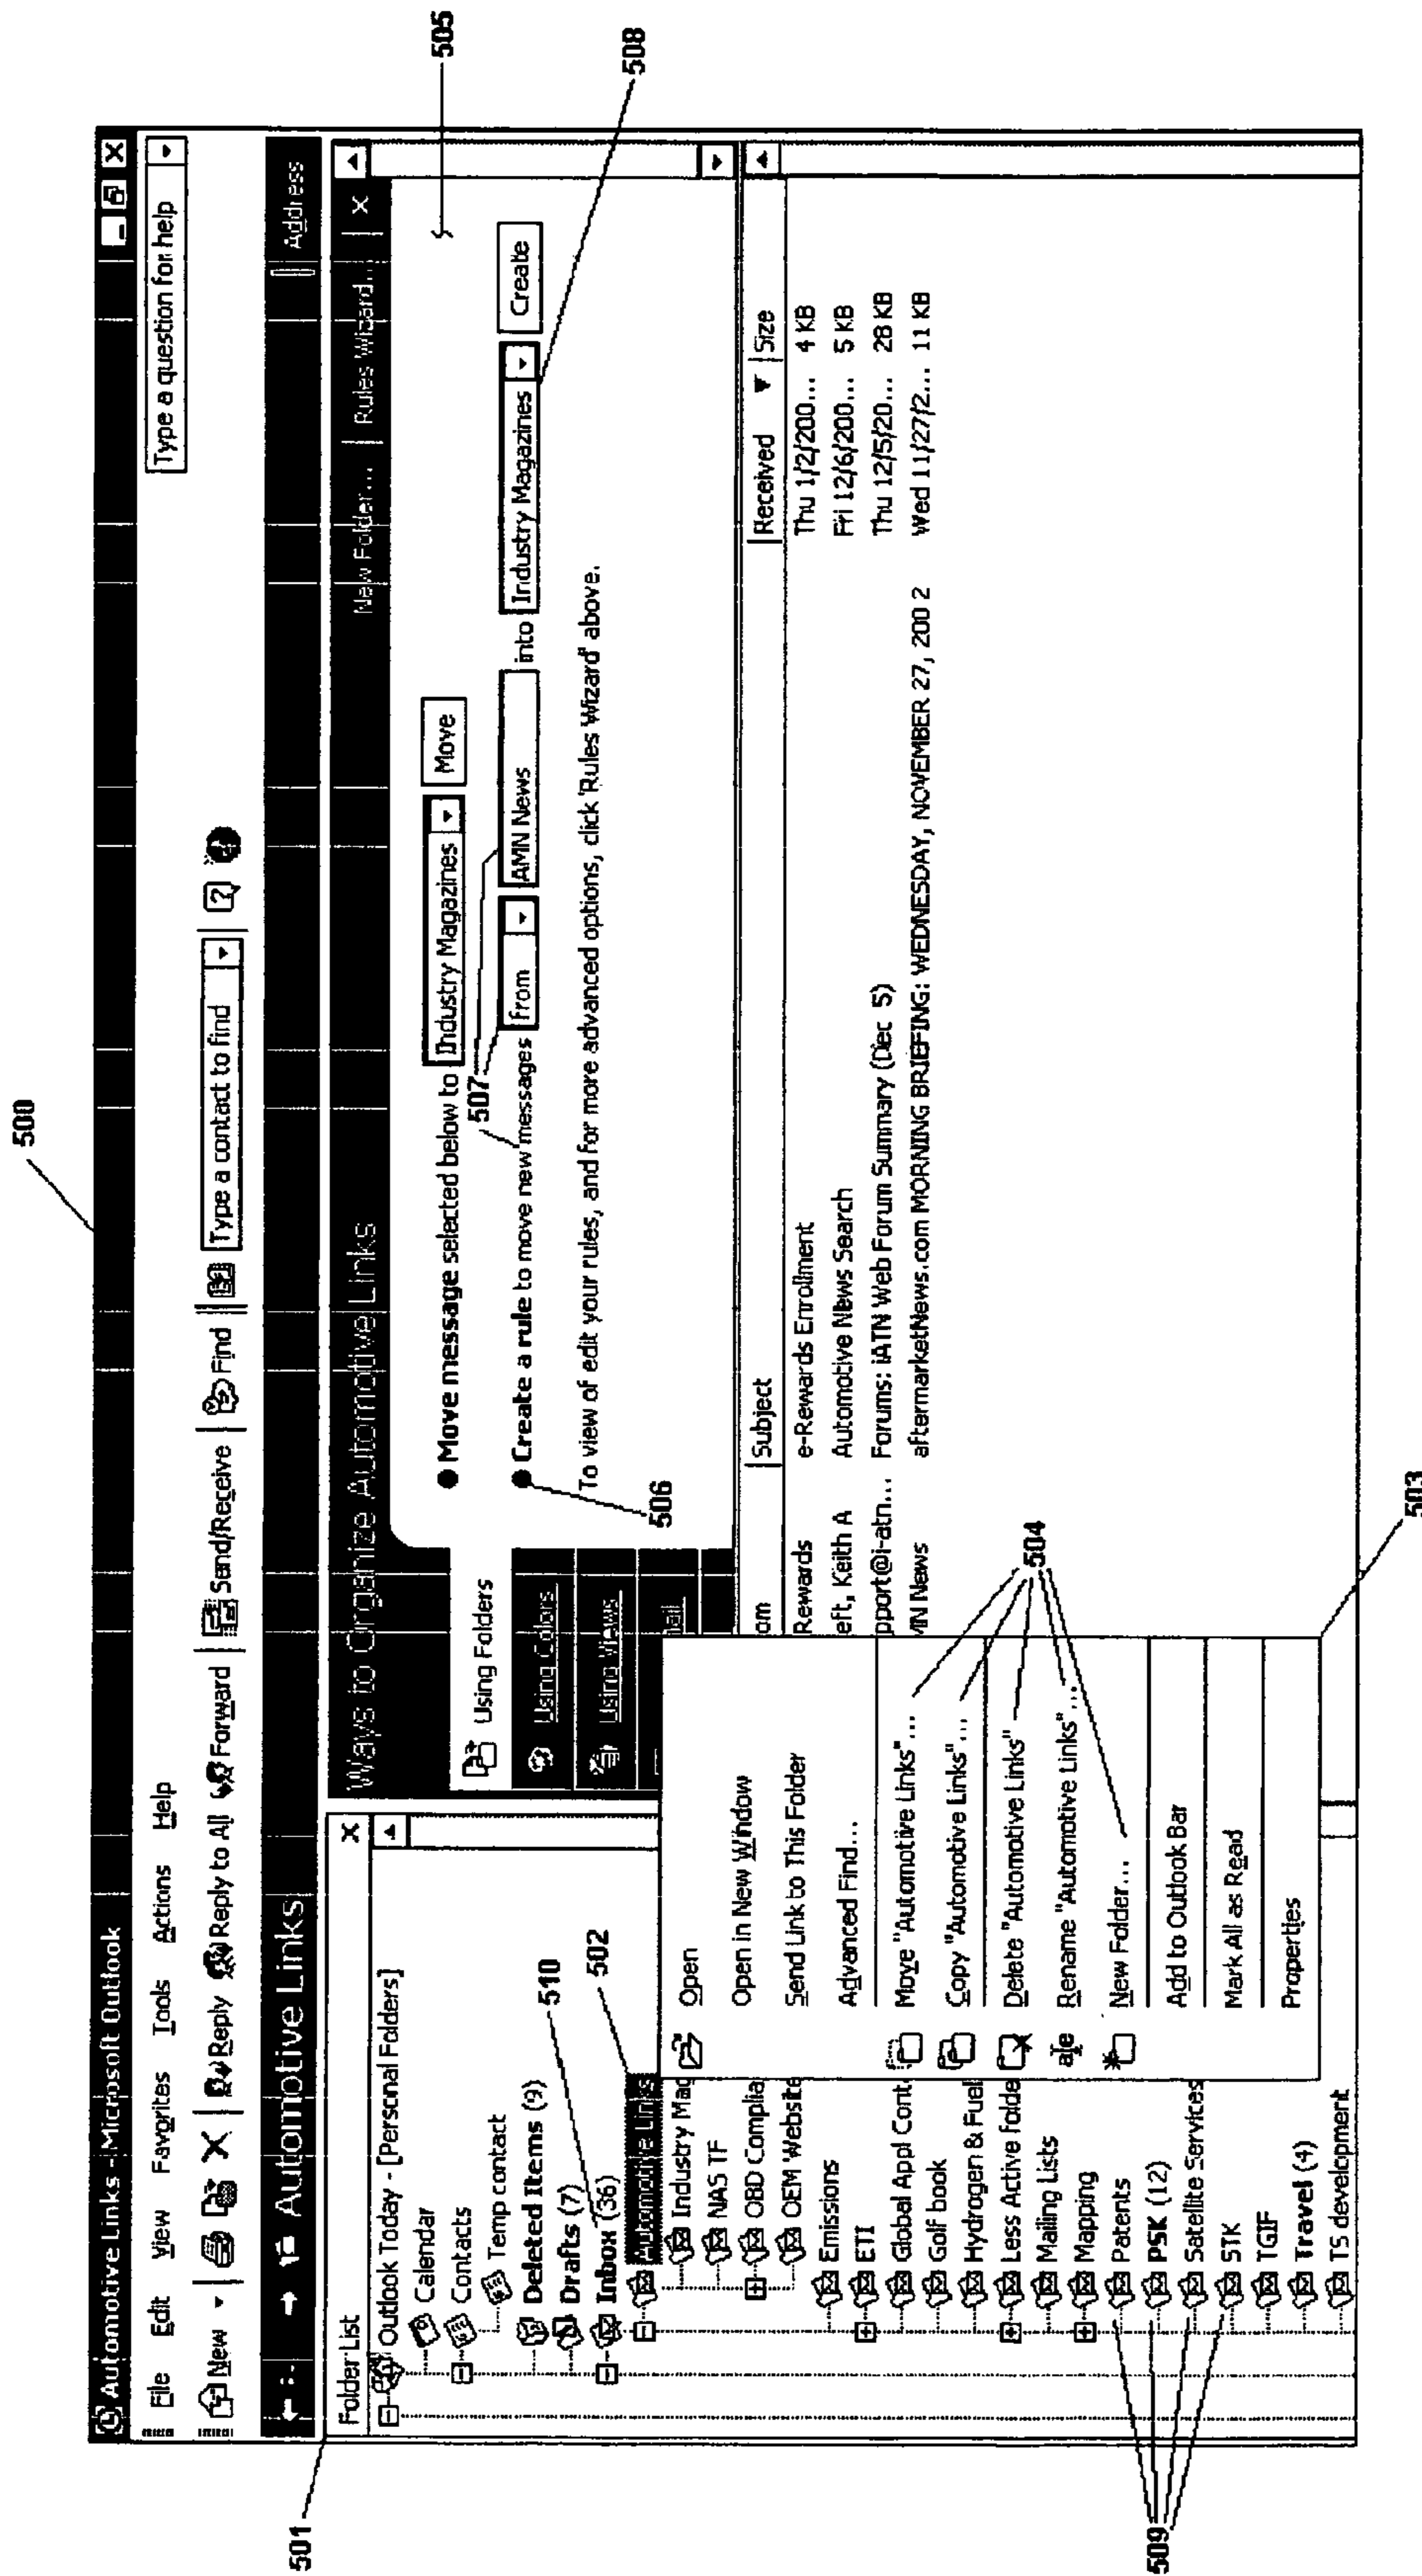 500
Automotive Links - Microsoft Outlook
File Edit View Favorites Tools Actions Help
Type a question for help
New Reply Reply to All Forward Send/Receive Find Type a contact to find
Automotive Links
Address
501
Folder List
Outlook Today - [Personal Folders]
Calendar
Contacts
Temp contact
Deleted Items (9)
Drafts (7)
Inbox (36)
510
Automotive Links
502
Industry Mag
NAS TF
OBD Complia
OEM Website
Emissions
ETI
Global Appl Cont
Golf book
Hydrogen & Fuel
Less Active folde
Mailing Lists
Mapping
Patents
PSK (12)
Satellite Services
STK
TGIF
Travel (4)
TS development
509
Ways to Organize Automotive Links
New Folder... Rules Wizard...
505
Using Folders
Using Colors
Using Views
Move message selected below to Industry Magazines Move
507
Create a rule to move new messages from AMN News into Industry Magazines Create
506
508
To view of edit your rules, and for more advanced options, click 'Rules Wizard' above.
om Subject Received Size
Rewards e-Rewards Enrollment Thu 1/2/200... 4 KB
eft, Keith A Automotive News Search Fri 12/6/200... 5 KB
pport@i-atn... Forums: iATN Web Forum Summary (Dec 5) Thu 12/5/20... 28 KB
MN News aftermarketNews.com MORNING BRIEFING: WEDNESDAY, NOVEMBER 27, 200 2 Wed 11/27/2... 11 KB
Open
Open in New Window
Send Link to This Folder
Advanced Find...
Move "Automotive Links"...
Copy "Automotive Links"...
Delete "Automotive Links"
Rename "Automotive Links"...
New Folder...
Add to Outlook Bar
Mark All as Read
Properties
504
503